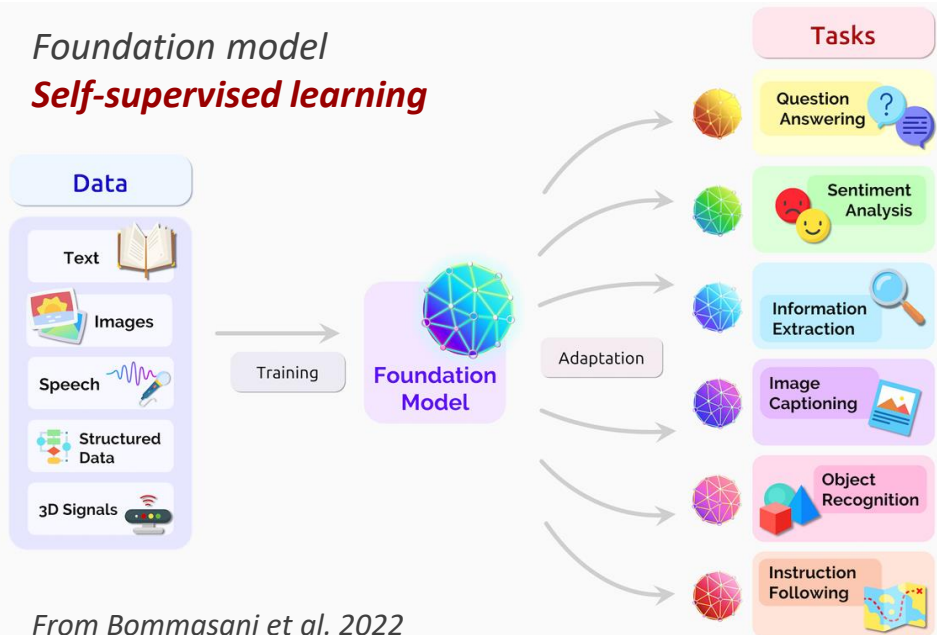 Foundation model
Self-supervised learning
Data
Text
Images
Speech
Structured
Data
3D Signals
Training
Foundation
Model
Adaptation
Tasks
Question
Answering
Sentiment
Analysis
Information
Extraction
Image
Captioning
Object
Recognition
Instruction
Following
From Bommasani et al. 2022